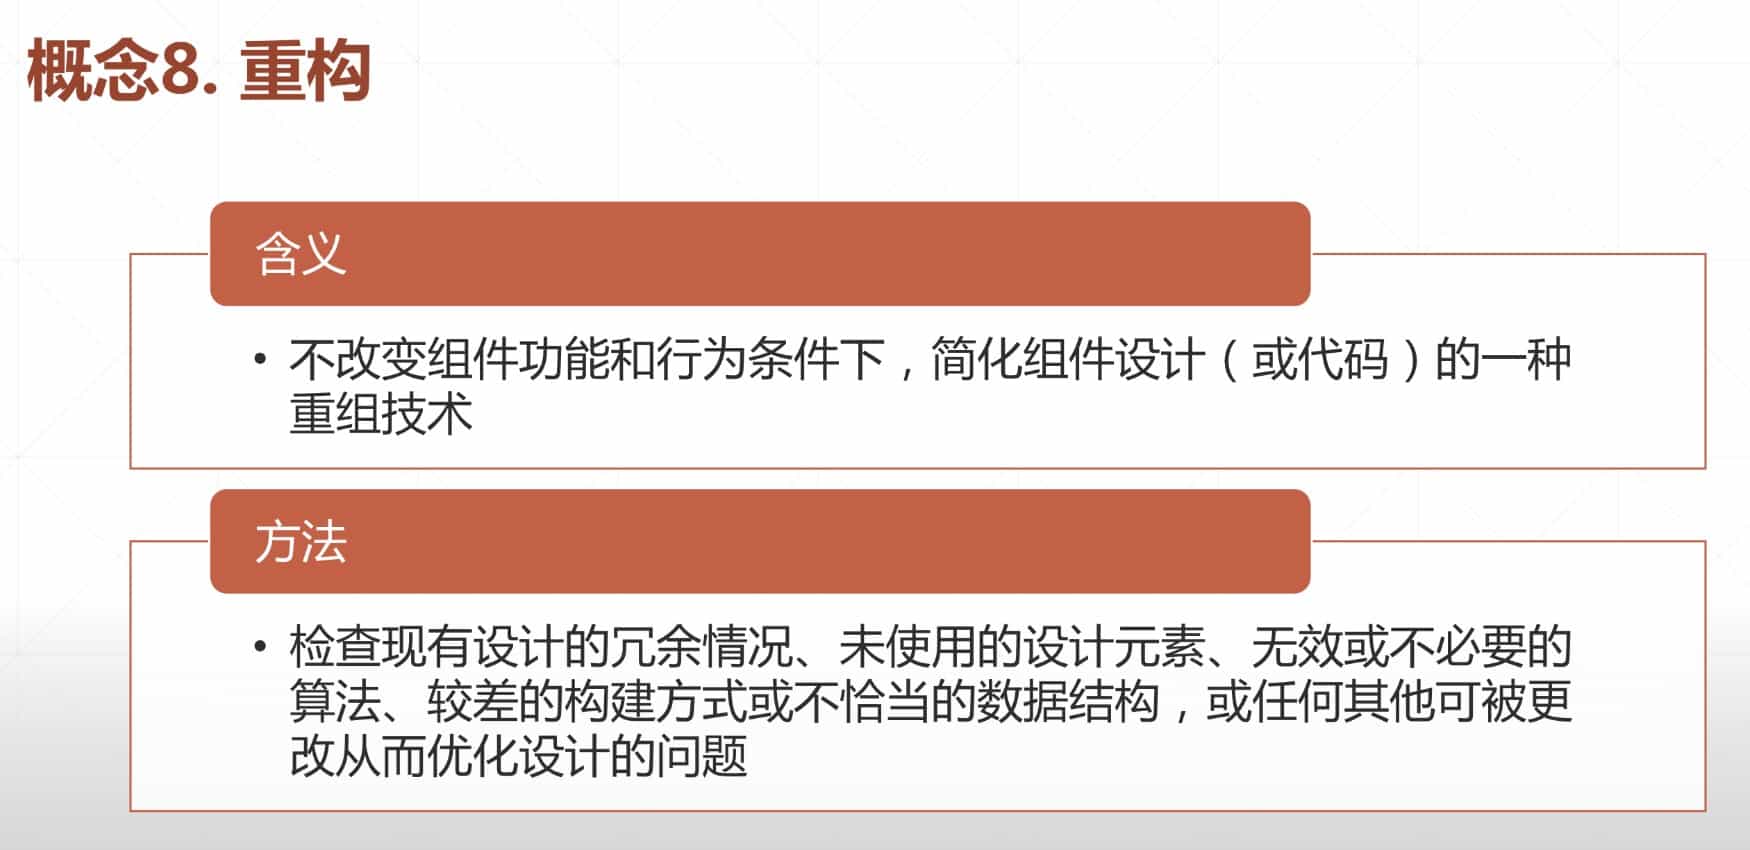 概念8. 重构
含义
• 不改变组件功能和行为条件下，简化组件设计（或代码）的一种
重组技术
方法
• 检查现有设计的冗余情况、未使用的设计元素、无效或不必要的
算法、较差的构建方式或不恰当的数据结构，或任何其他可被更
改从而优化设计的问题